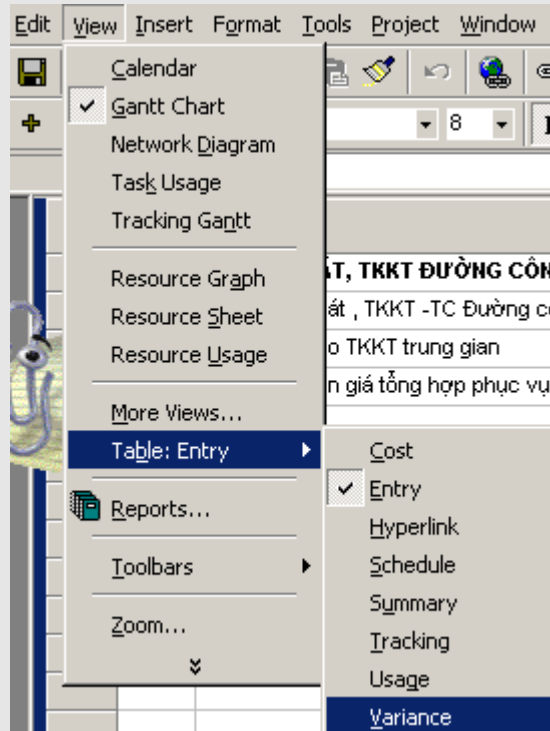 Edit View Insert Format Tools Project Window
8
Calendar
Gantt Chart
Network Diagram
Task Usage
Tracking Gantt
Resource Graph
Resource Sheet
Resource Usage
More Views...
Table: Entry
Reports...
Toolbars
Zoom...
TKKT ĐƯỜNG CÔN
át , TKKT -TC Đường c
o TKKT trung gian
n giá tổng hợp phục vụ
Cost
Entry
Hyperlink
Schedule
Summary
Tracking
Usage
Variance